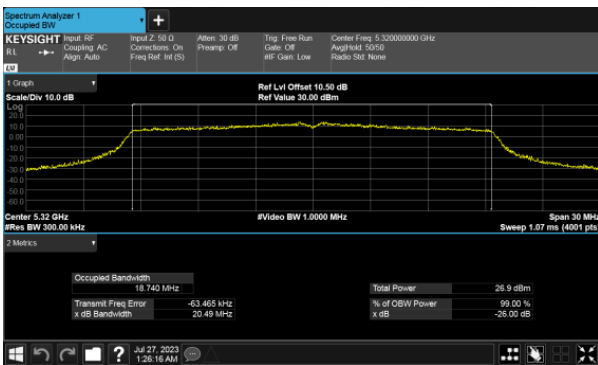 Spectrum Analyzer 1
Occupied BW
KEYSIGHT Input: RF Input Z: 50 Ω Atten: 30 dB Trig: Free Run Center Freq: 5.320000000 GHz
RL Coupling: AC Corrections: On Preamp: Off Gate: Off Avg|Hold: 50/50
Align: Auto Freq Ref: Int (S) #IF Gain: Low Radio Std: None
1 Graph
Ref Lvl Offset 10.50 dB
Scale/Div 10.0 dB Ref Value 30.00 dBm
Log
20.0
10.0
0.00
-10.0
-20.0
-30.0
-40.0
-50.0
-60.0
Center 5.32 GHz #Video BW 1.0000 MHz Span 30 MHz
#Res BW 300.00 kHz Sweep 1.07 ms (4001 pts
2 Metrics
Occupied Bandwidth
18.740 MHz Total Power 26.9 dBm
Transmit Freq Error -63.465 kHz % of OBW Power 99.00 %
x dB Bandwidth 20.49 MHz x dB -26.00 dB
? Jul 27, 2023
1:26:16 AM